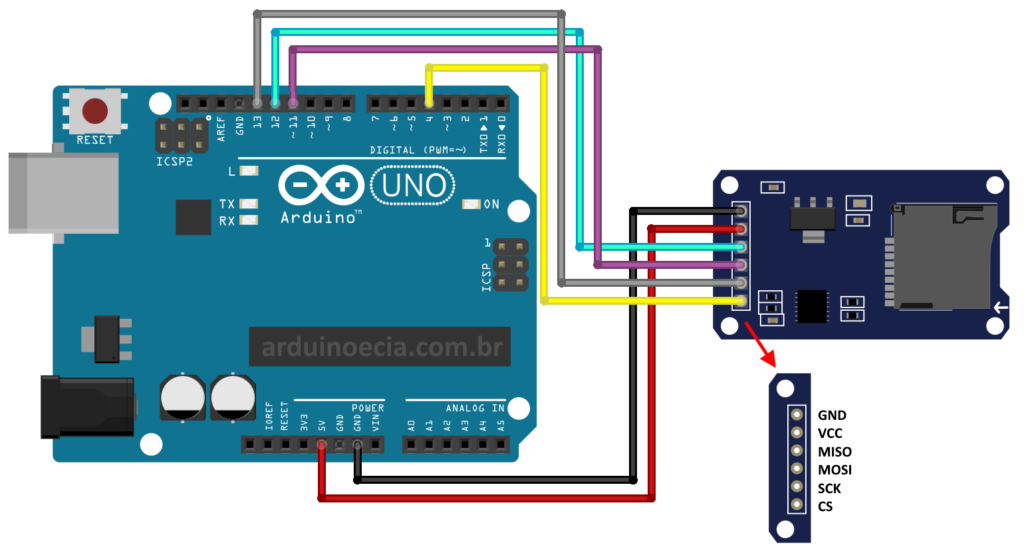 RESET
ICSP2
AREF
GND
13
12
~11
~10
~9
8
7
~6
~5
4
~3
2
TX0▶1
RX0◀0
DIGITAL (PWM=~)
L
TX
RX
UNO
ON
Arduino™
1
ICSP
arduinoecia.com.br
POWER
ANALOG IN
IOREF
RESET
3V3
5V
GND
GND
VIN
A0
A1
A2
A3
A4
A5
GND
VCC
MISO
MOSI
SCK
CS